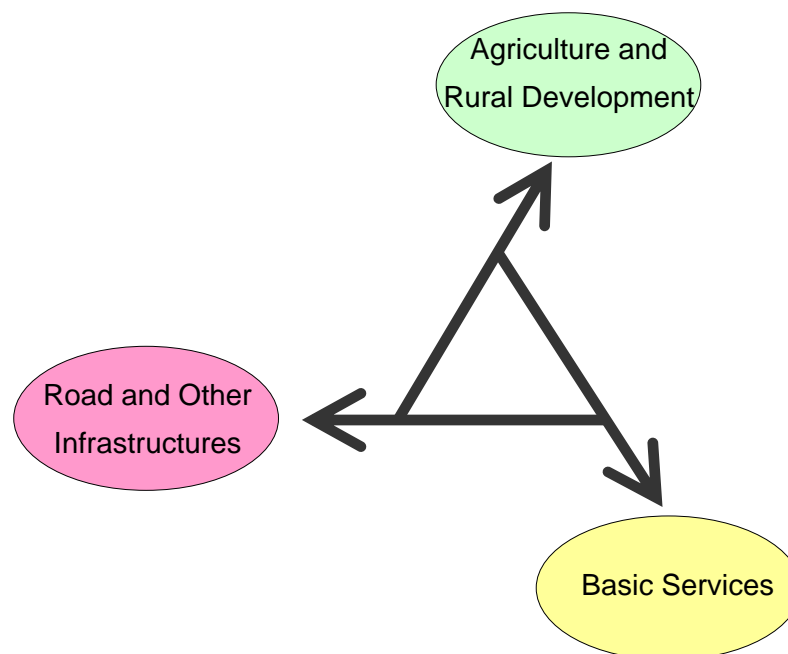 Agriculture and
Rural Development
Road and Other
Infrastructures
Basic Services